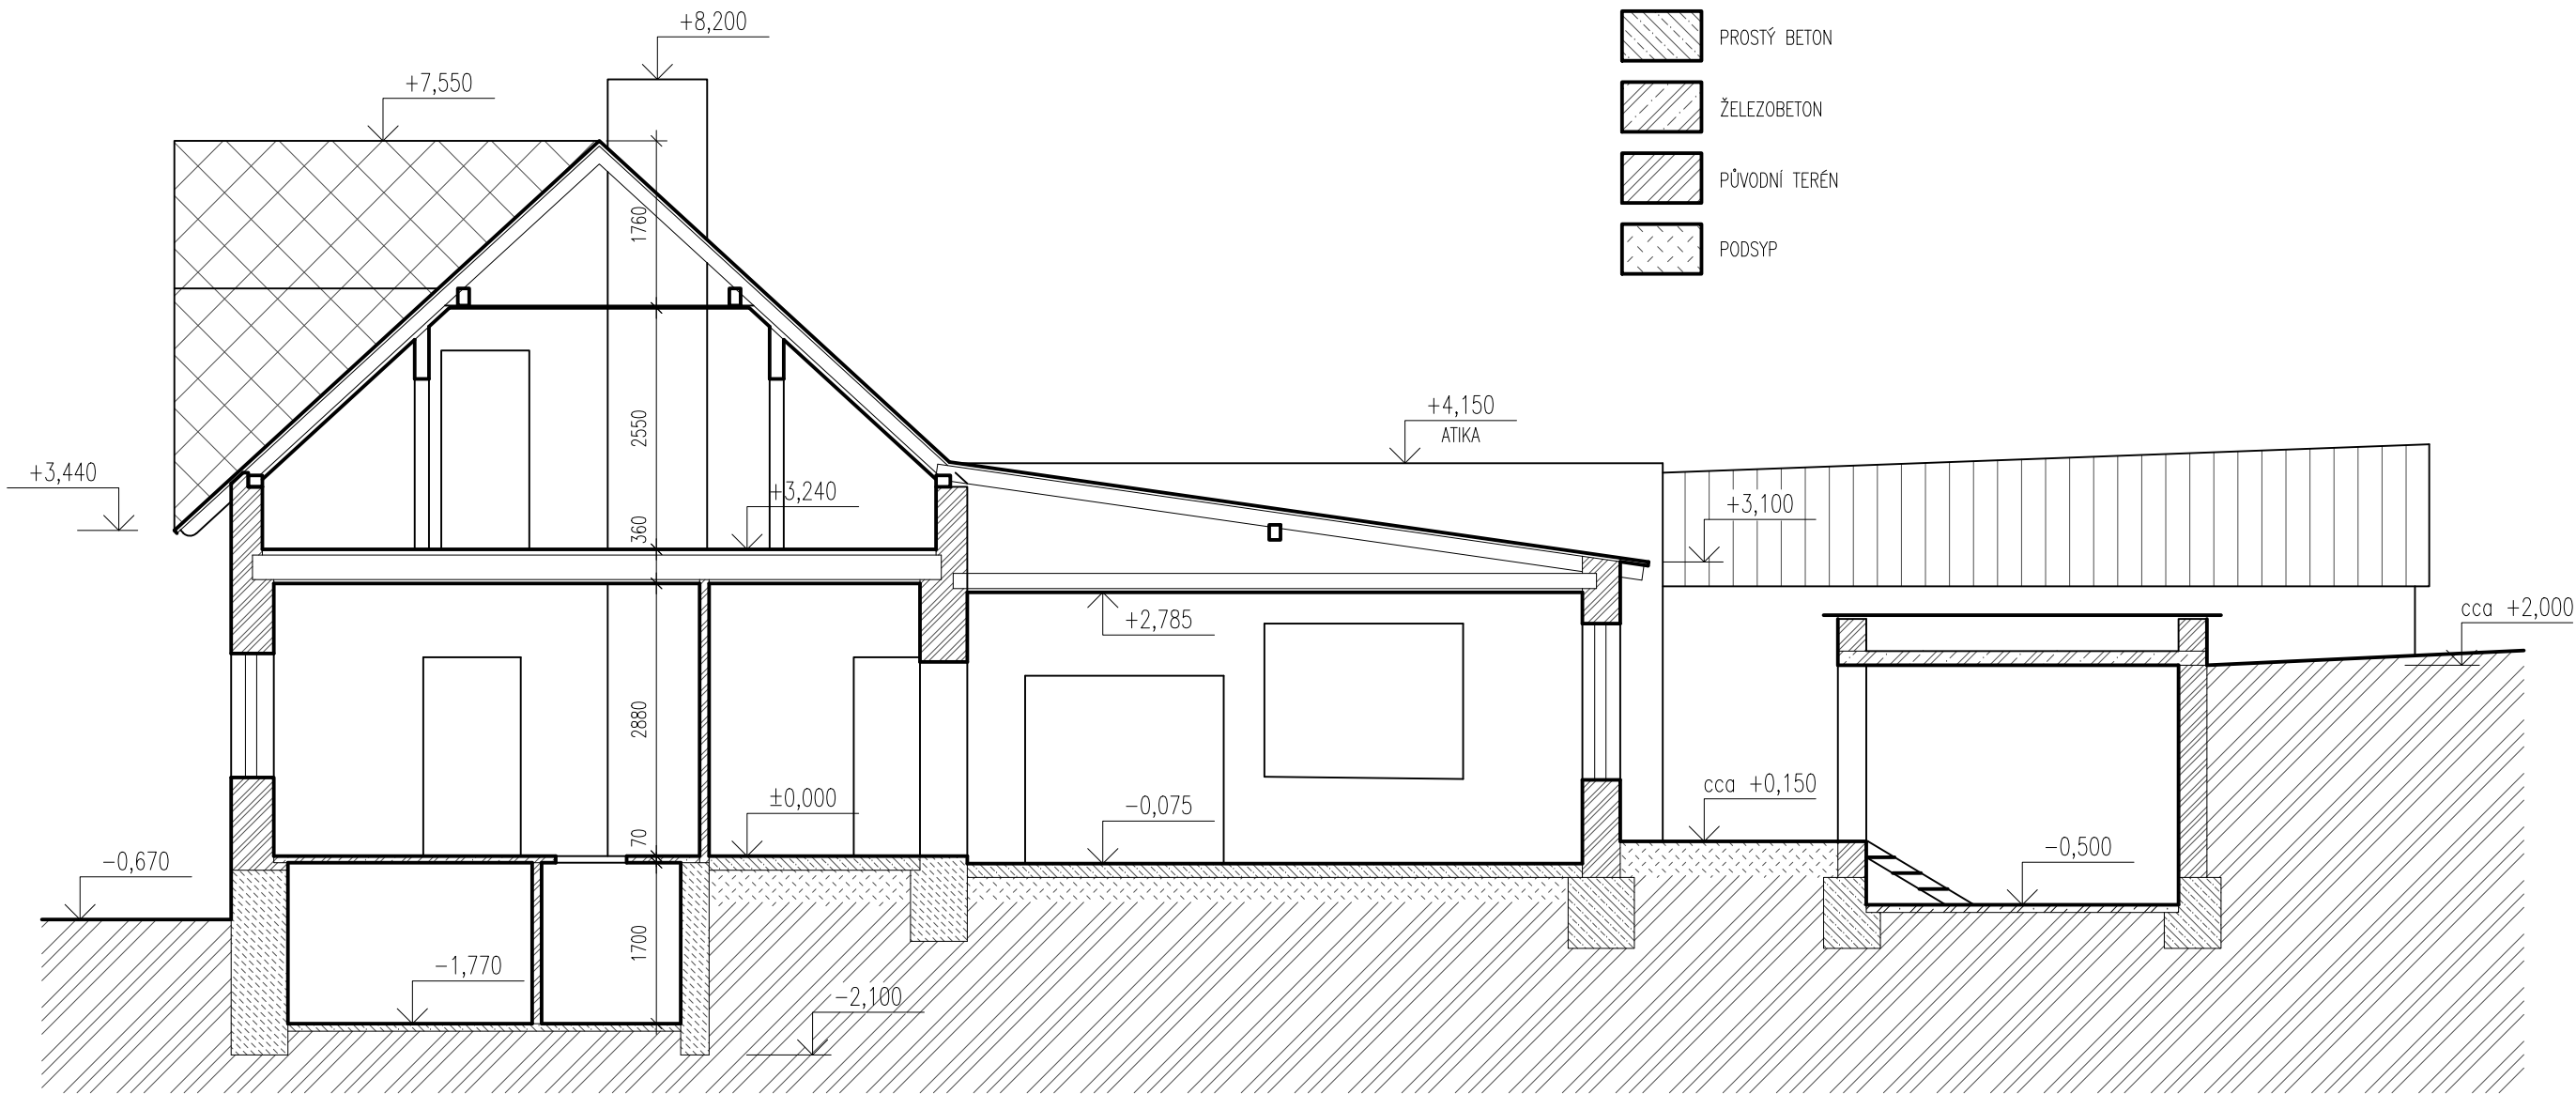 +8,200
PROSTÝ BETON
+7,550
ŽELEZOBETON
PŮVODNÍ TERÉN
1760
PODSYP
+4,150
ATIKA
2550
+3,440
+3,240
+3,100
360
cca +2,000
+2,785
2880
cca +0,150
±0,000
-0,075
70
-0,670
-0,500
1700
-1,770
-2,100